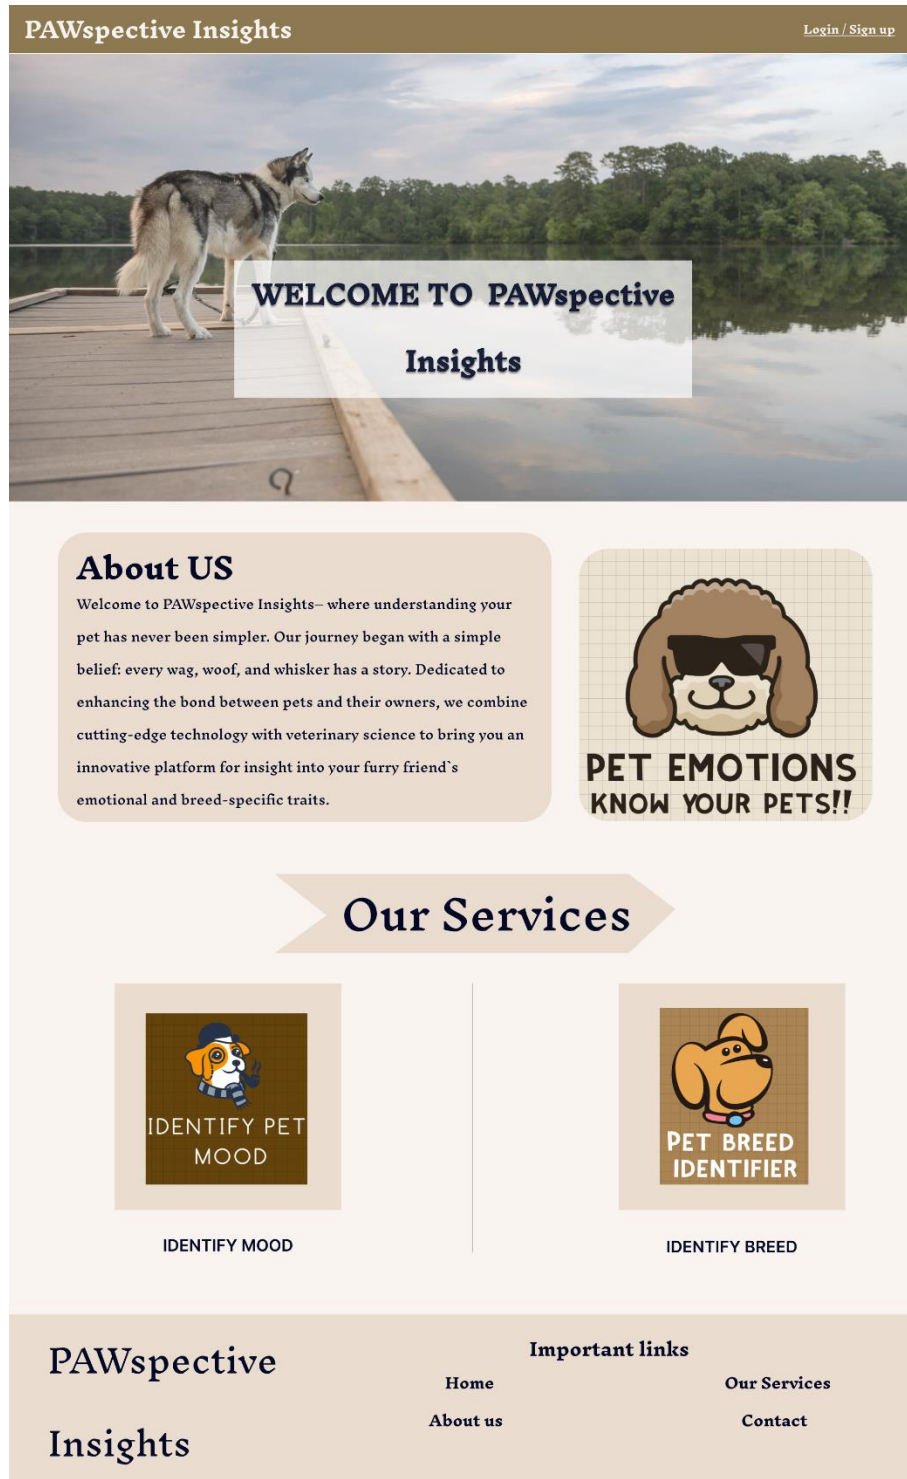 PAWspective Insights
Login / Sign up
WELCOME TO PAWspective
Insights
About US
Welcome to PAWspective Insights– where understanding your
pet has never been simpler. Our journey began with a simple
belief: every wag, woof, and whisker has a story. Dedicated to
enhancing the bond between pets and their owners, we combine
cutting-edge technology with veterinary science to bring you an
innovative platform for insight into your furry friend`s
emotional and breed-specific traits.
PET EMOTIONS
KNOW YOUR PETS!!
Our Services
IDENTIFY PET
MOOD
IDENTIFY MOOD
PET BREED
IDENTIFIER
IDENTIFY BREED
PAWspective
Insights
Important links
Home
Our Services
About us
Contact